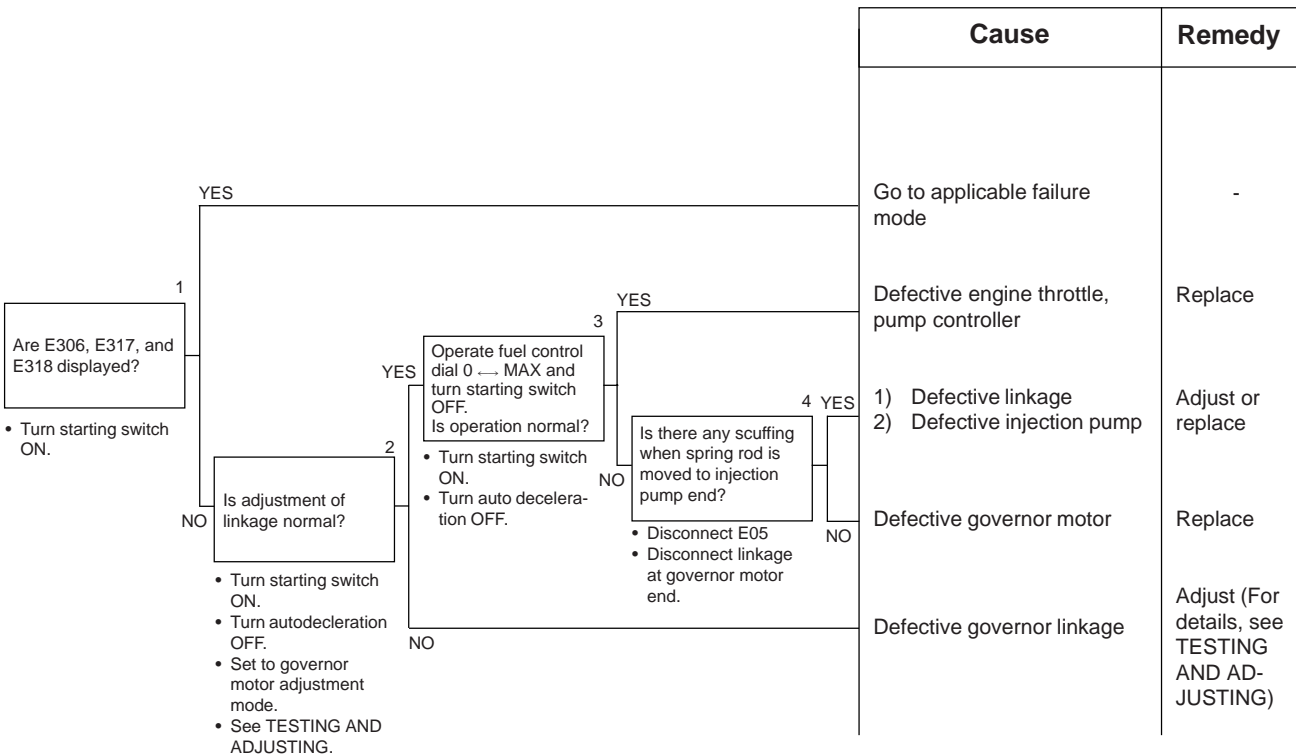 Cause
Remedy
YES
Go to applicable failure
mode
-
1
Are E306, E317, and
E318 displayed?
• Turn starting switch
ON.
NO
2
Is adjustment of
linkage normal?
• Turn starting switch
ON.
• Turn autodecleration
OFF.
• Set to governor
motor adjustment
mode.
• See TESTING AND
ADJUSTING.
YES
3
Operate fuel control
dial 0 ←→ MAX and
turn starting switch
OFF.
Is operation normal?
• Turn starting switch
ON.
• Turn auto decelera-
tion OFF.
YES
Defective engine throttle,
pump controller
Replace
NO
4
Is there any scuffing
when spring rod is
moved to injection
pump end?
• Disconnect E05
• Disconnect linkage
at governor motor
end.
YES
1) Defective linkage
2) Defective injection pump
Adjust or
replace
NO
Defective governor motor
Replace
NO
Defective governor linkage
Adjust (For
details, see
TESTING
AND AD-
JUSTING)